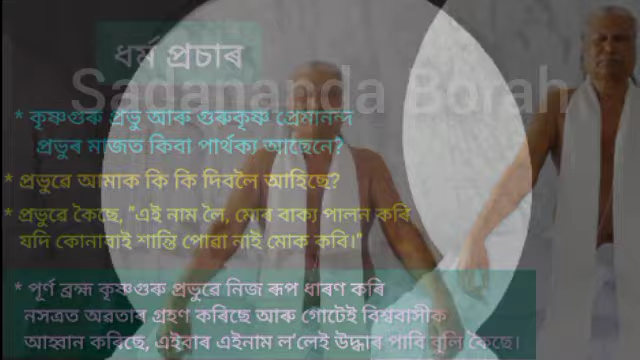 ধৰ্ম প্ৰচাৰ
Sadananda Borah
* কৃষ্ণগুৰু প্ৰভু আৰু গুৰুকৃষ্ণ প্ৰেমানন্দ
প্ৰভুৰ মাজত কিবা পাৰ্থক্য আছেনে?
* প্ৰভুৱে আমাক কি কি দিবলৈ আহিছে?
* প্ৰভুৱে কৈছে, "এই নাম লৈ, মোৰ বাক্য পালন কৰি
যদি কোনোবাই শান্তি পোৱা নাই মোক কবি।"
* পূৰ্ণ ব্ৰহ্ম কৃষ্ণগুৰু প্ৰভুৱে নিজ ৰূপ ধাৰণ কৰি
নসত্ৰত অৱতাৰ গ্ৰহণ কৰিছে আৰু গোটেই বিশ্ববাসীক
আহ্বান কৰিছে, এইবাৰ এইনাম ল'লেই উদ্ধাৰ পাবি বুলি কৈছে।